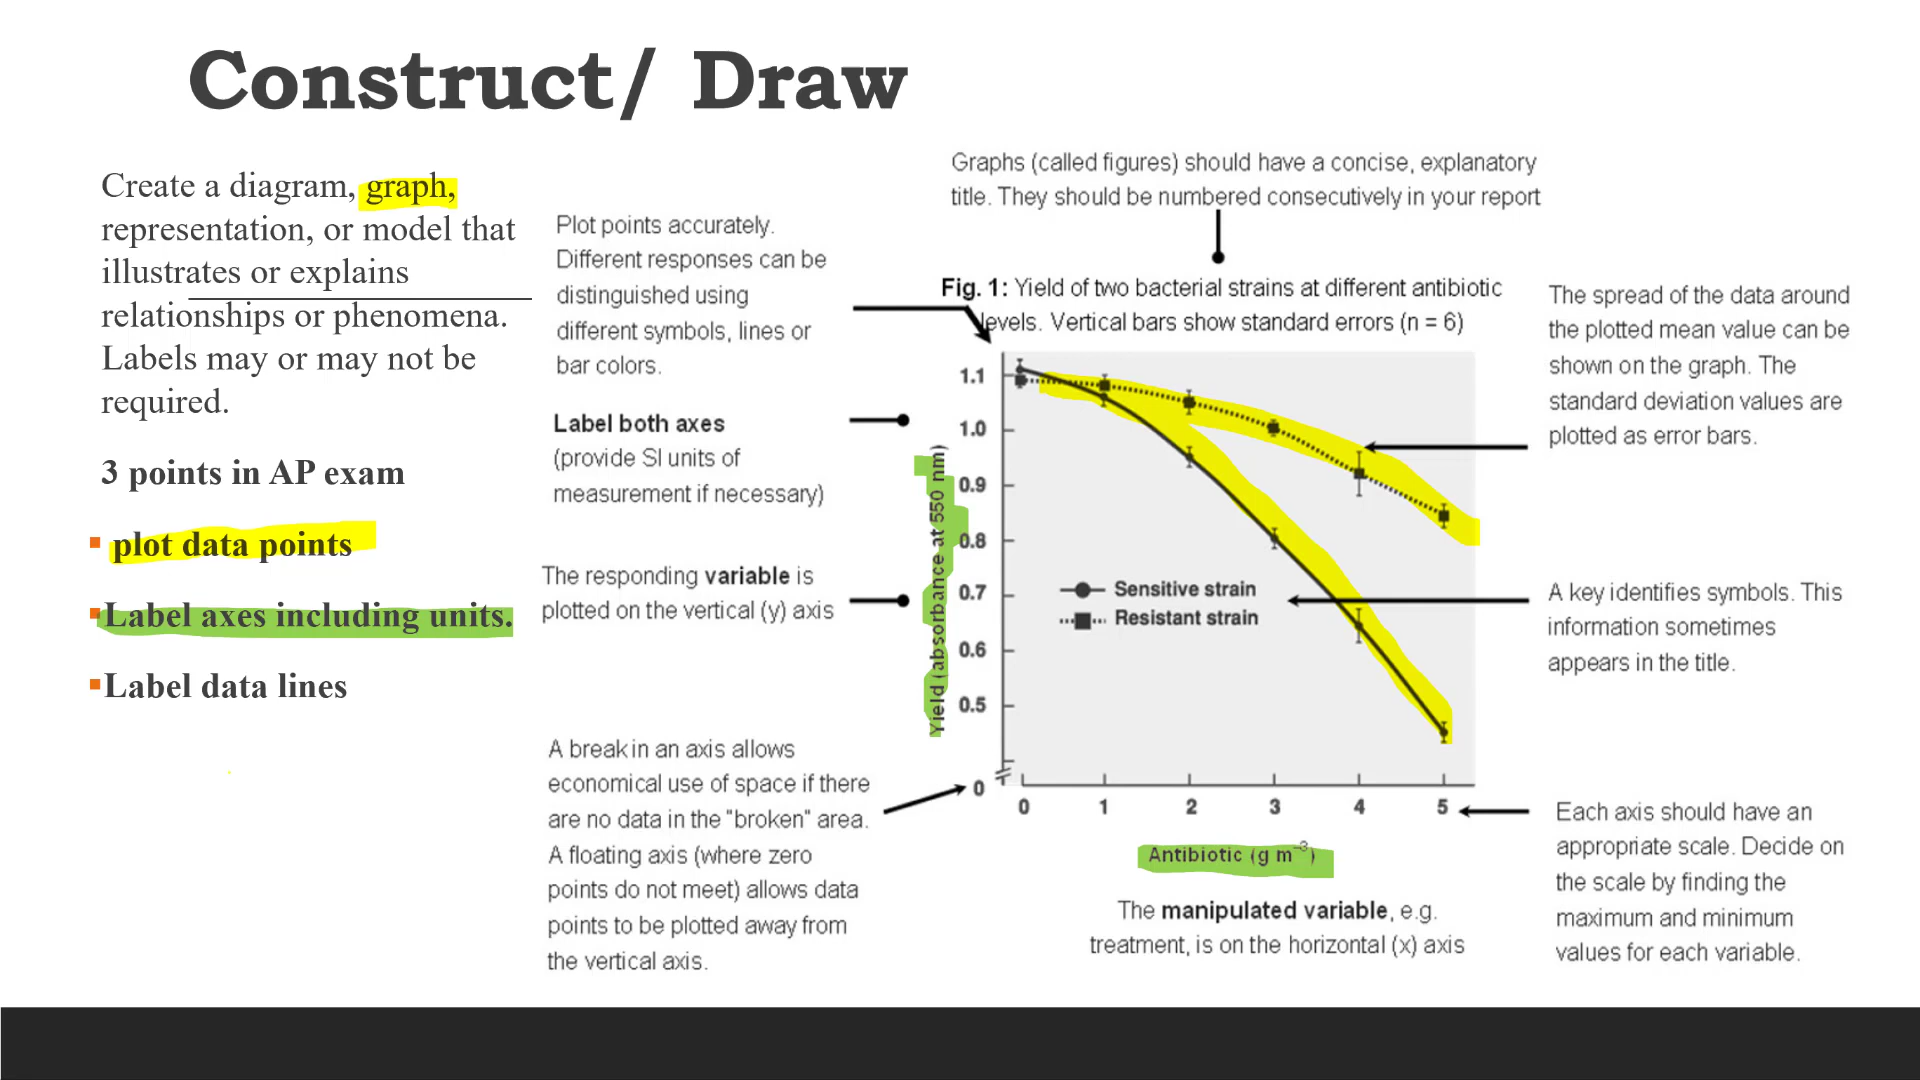 Construct/ Draw
Create a diagram, graph,
representation, or model that
illustrates or explains
relationships or phenomena.
Labels may or may not be
required.
3 points in AP exam
▪ plot data points
▪Label axes including units.
▪Label data lines
Plot points accurately.
Different responses can be
distinguished using
different symbols, lines or
bar colors.
Label both axes
(provide SI units of
measurement if necessary)
The responding variable is
plotted on the vertical (y) axis
A break in an axis allows
economical use of space if there
are no data in the "broken" area.
A floating axis (where zero
points do not meet) allows data
points to be plotted away from
the vertical axis.
Graphs (called figures) should have a concise, explanatory
title. They should be numbered consecutively in your report
Fig. 1: Yield of two bacterial strains at different antibiotic
levels. Vertical bars show standard errors (n = 6)
Yield (absorbance at 550 nm)
1.1
1.0
0.9
0.8
0.7
0.6
0.5
0
Sensitive strain
Resistant strain
0 1 2 3 4 5
Antibiotic (g m⁻³)
The manipulated variable, e.g.
treatment, is on the horizontal (x) axis
The spread of the data around
the plotted mean value can be
shown on the graph. The
standard deviation values are
plotted as error bars.
A key identifies symbols. This
information sometimes
appears in the title.
Each axis should have an
appropriate scale. Decide on
the scale by finding the
maximum and minimum
values for each variable.